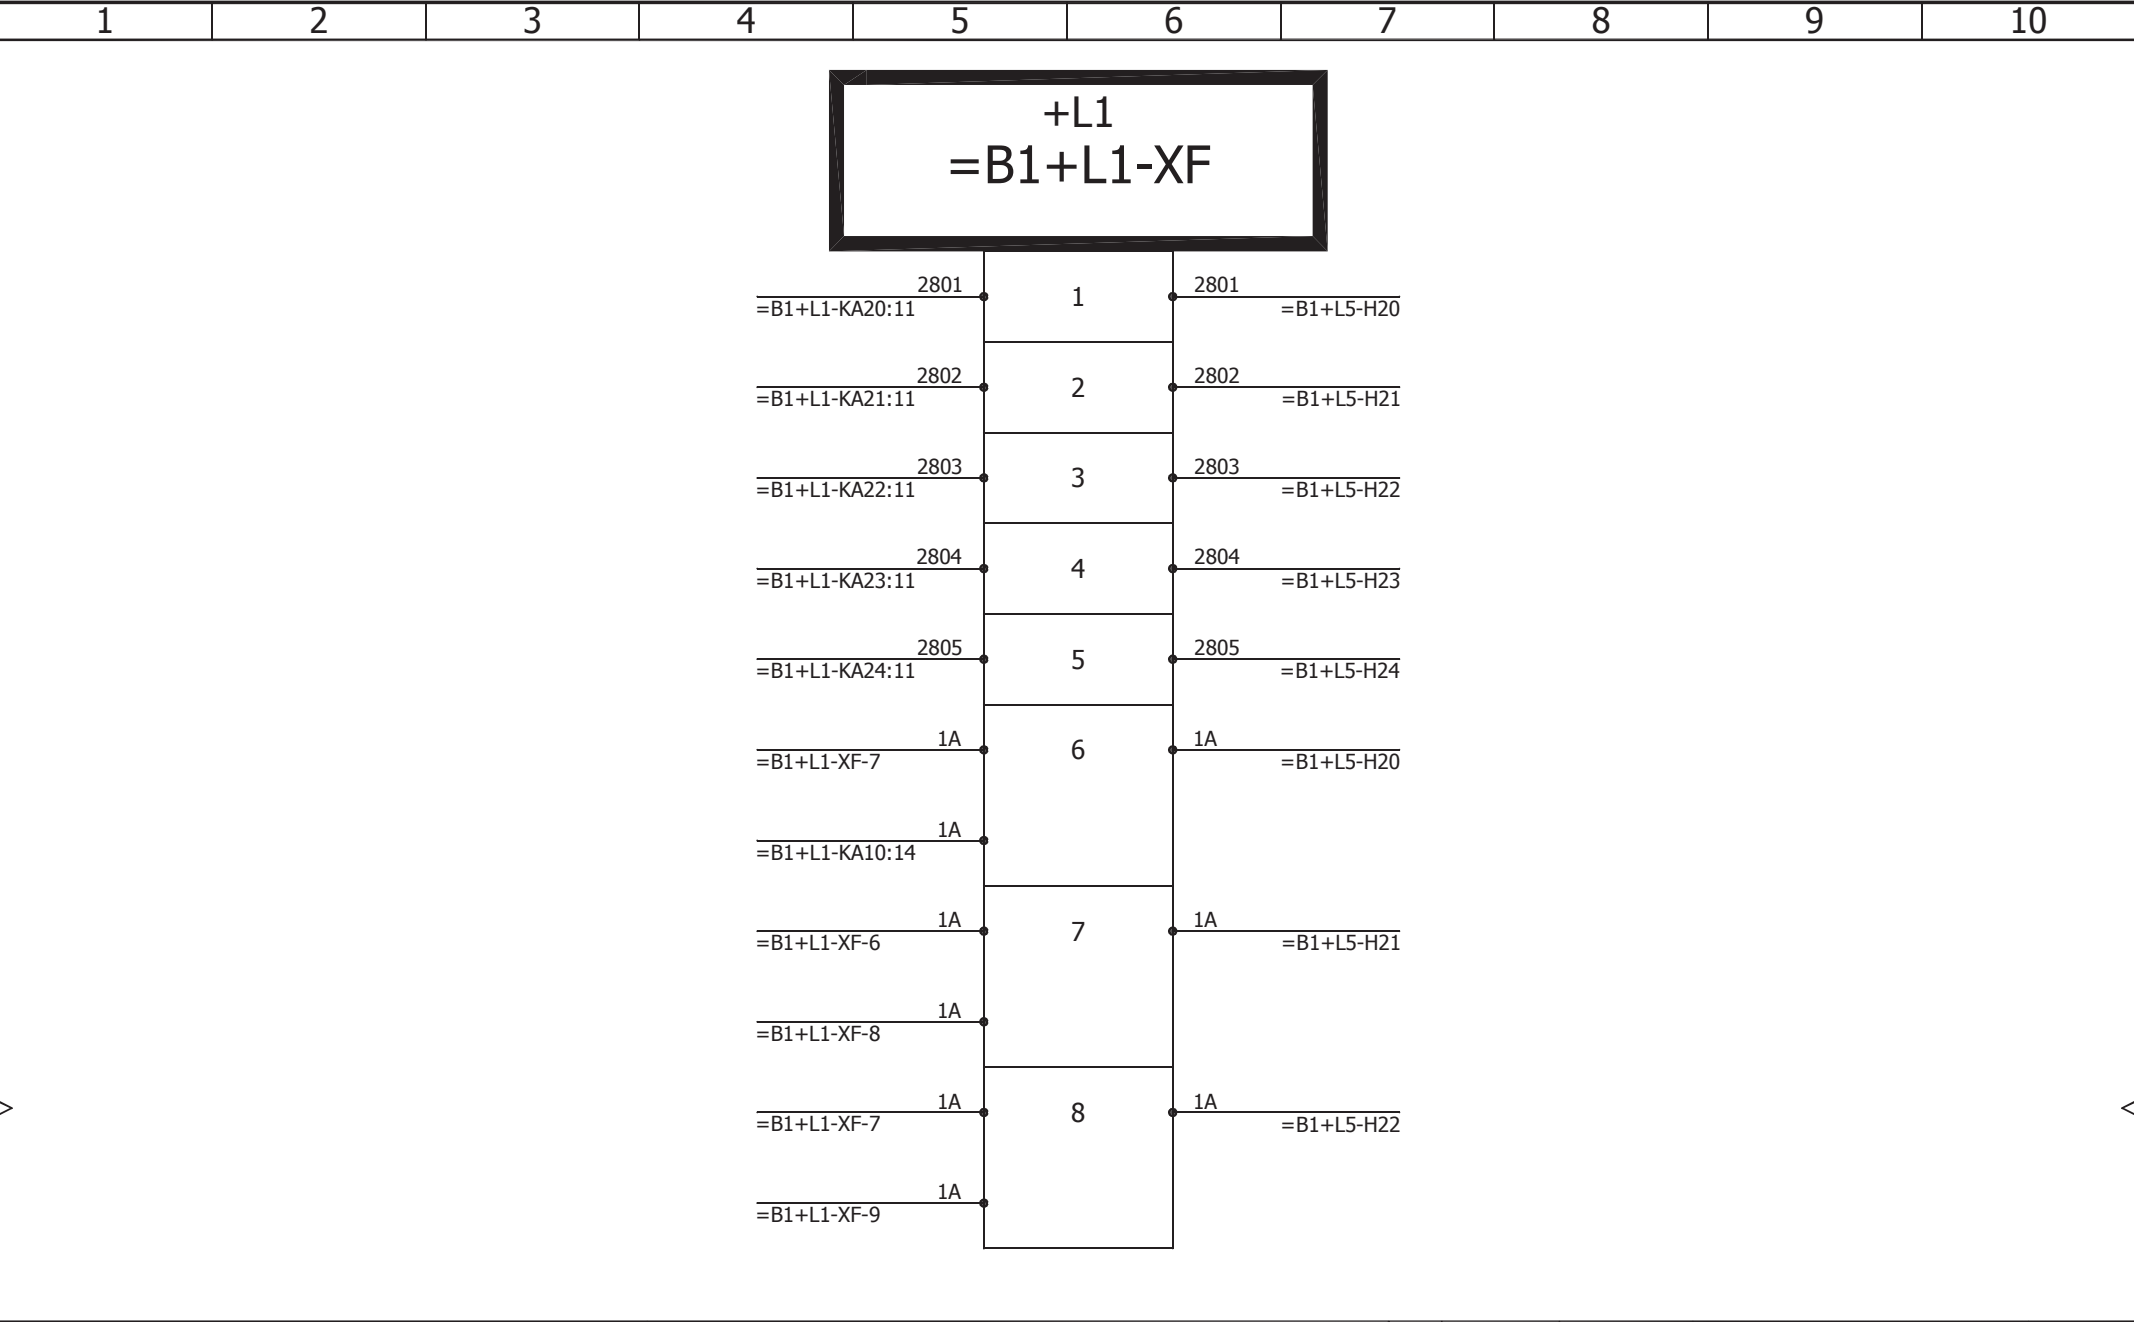 1 2 3 4 5 6 7 8 9 10
+L1
=B1+L1-XF
2801 1 2801
=B1+L1-KA20:11 =B1+L5-H20
2802 2 2802
=B1+L1-KA21:11 =B1+L5-H21
2803 3 2803
=B1+L1-KA22:11 =B1+L5-H22
2804 4 2804
=B1+L1-KA23:11 =B1+L5-H23
2805 5 2805
=B1+L1-KA24:11 =B1+L5-H24
1A 6 1A
=B1+L1-XF-7 =B1+L5-H20
1A
=B1+L1-KA10:14
1A 7 1A
=B1+L1-XF-6 =B1+L5-H21
1A
=B1+L1-XF-8
1A 8 1A
=B1+L1-XF-7 =B1+L5-H22
1A
=B1+L1-XF-9